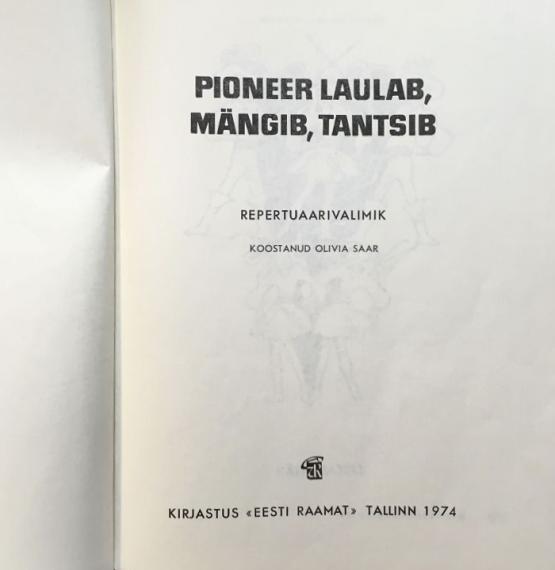 PIONEER LAULAB,
MÄNGIB, TANTSIB
REPERTUAARIVALIMIK
KOOSTANUD OLIVIA SAAR
KIRJASTUS «EESTI RAAMAT» TALLINN 1974